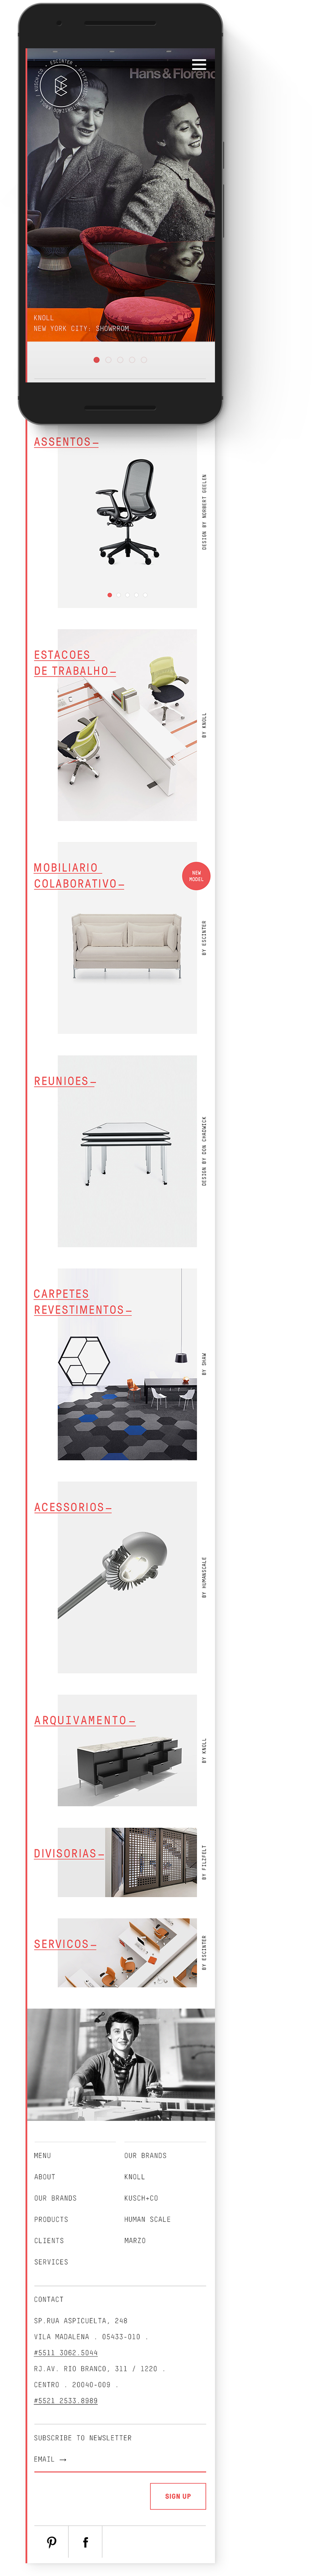 Hans & Florenc
KNOLL
NEW YORK CITY: SHOWRROM
ASSENTOS
DESIGN BY NORBERT GEELEN
ESTACOES
DE TRABALHO
BY KNOLL
MOBILIARIO
COLABORATIVO
NEW
MODEL
BY ESCINTER
REUNIOES
DESIGN BY DON CHADWICK
CARPETES
REVESTIMENTOS
BY SHAW
ACESSORIOS
BY HUMANSCALE
ARQUIVAMENTO
BY KNOLL
DIVISORIAS
BY FILZFELT
SERVICOS
BY ESCINTER
MENU
ABOUT
OUR BRANDS
PRODUCTS
CLIENTS
SERVICES
OUR BRANDS
KNOLL
KUSCH+CO
HUMAN SCALE
MARZO
CONTACT
SP.RUA ASPICUELTA, 248
VILA MADALENA . 05433-010 .
#5511 3062.5044
RJ.AV. RIO BRANCO, 311 / 1220 .
CENTRO . 20040-009 .
#5521 2533.8989
SUBSCRIBE TO NEWSLETTER
EMAIL →
SIGN UP